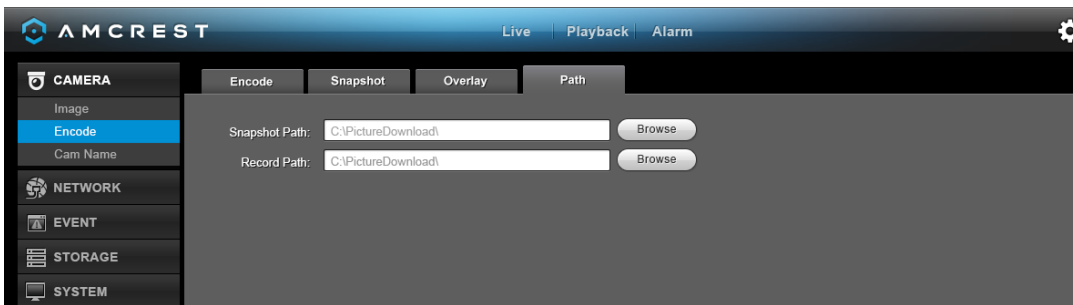 AMCREST
Live Playback Alarm
CAMERA
Image
Encode
Cam Name
NETWORK
EVENT
STORAGE
SYSTEM
Encode Snapshot Overlay Path
Snapshot Path: C:\PictureDownload\ Browse
Record Path: C:\PictureDownload\ Browse